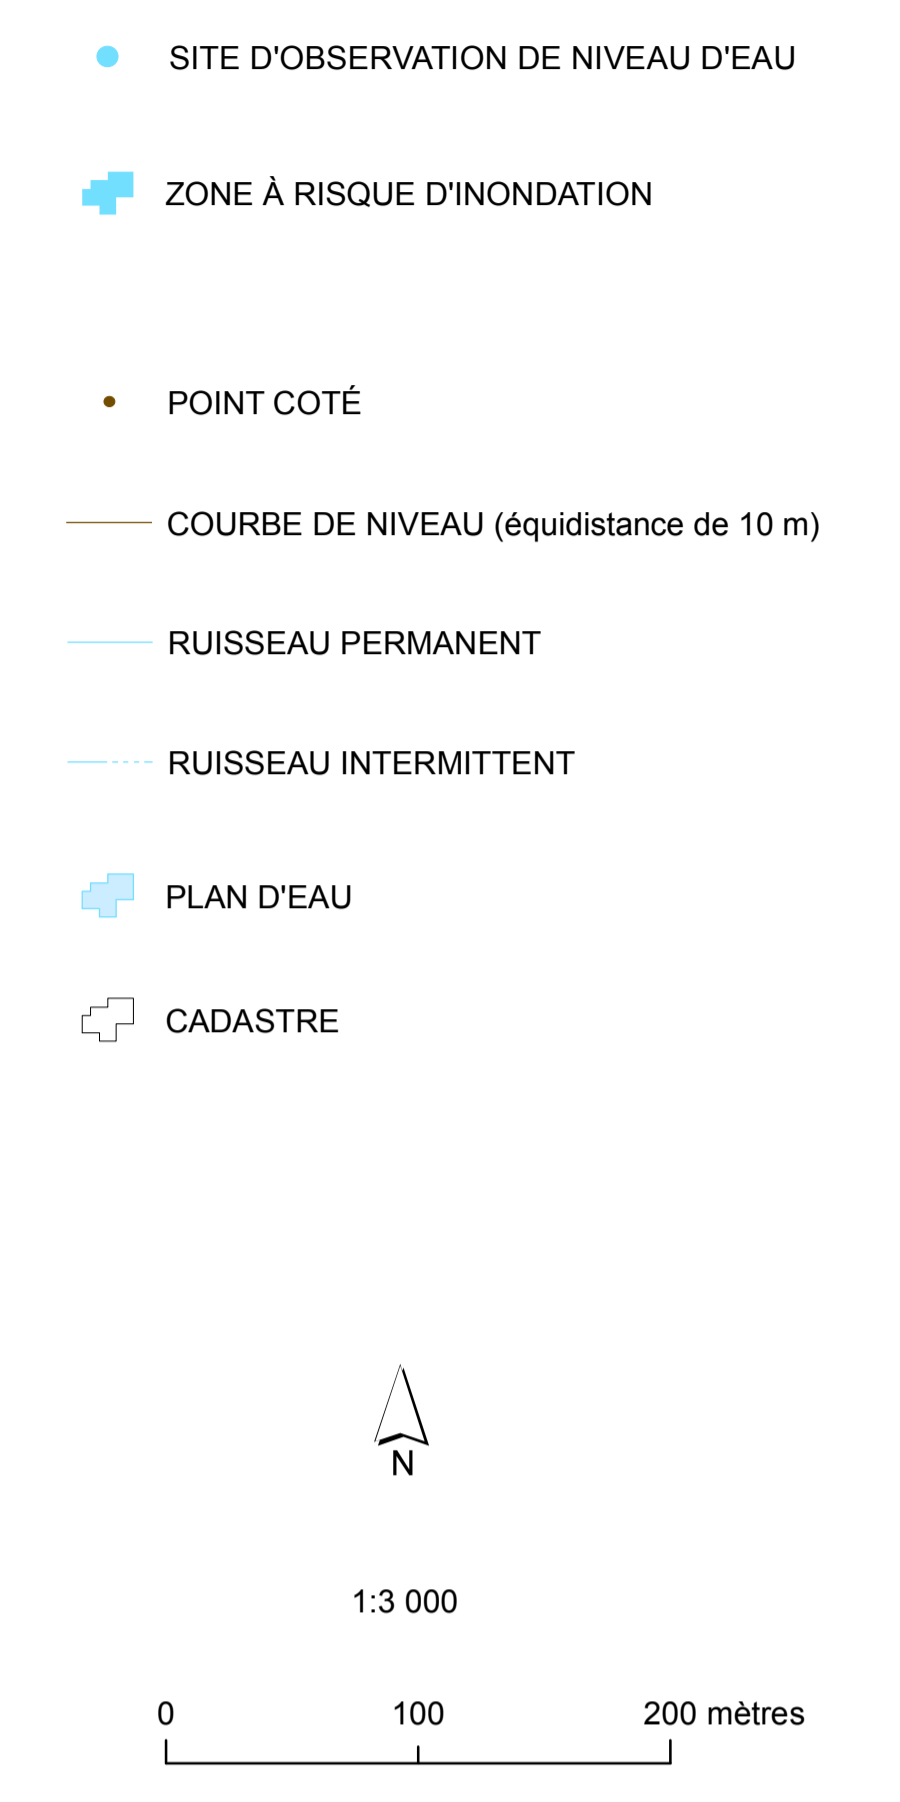 SITE D'OBSERVATION DE NIVEAU D'EAU
ZONE À RISQUE D'INONDATION
POINT COTÉ
COURBE DE NIVEAU (équidistance de 10 m)
RUISSEAU PERMANENT
RUISSEAU INTERMITTENT
PLAN D'EAU
CADASTRE
N
1:3 000
0 100 200 mètres